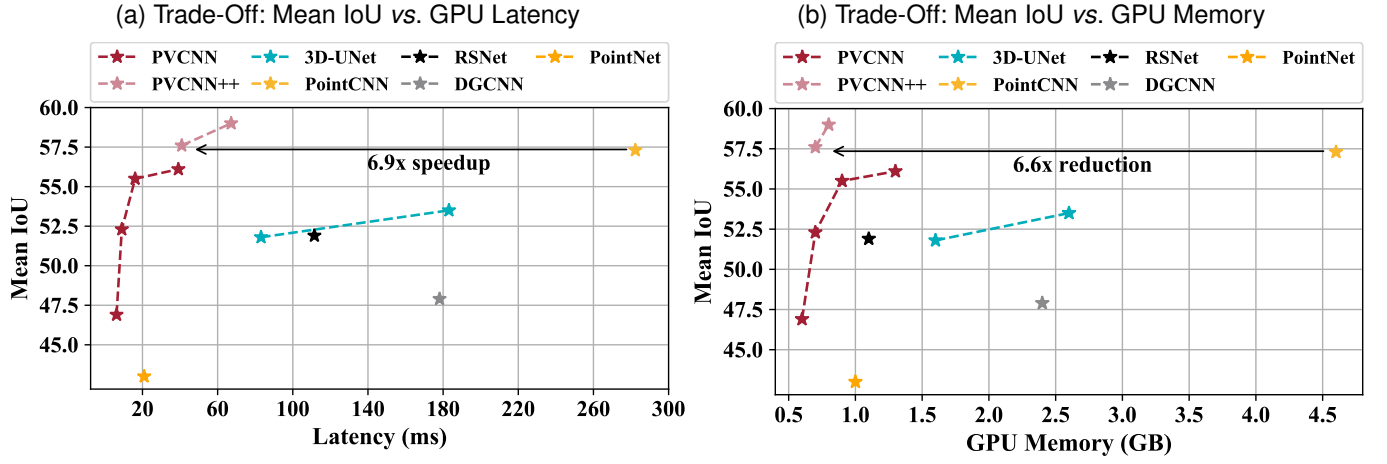 (a) Trade-Off: Mean IoU vs. GPU Latency
PVCNN 3D-UNet RSNet PointNet
PVCNN++ PointCNN DGCNN
60.0
57.5
55.0
52.5
50.0
47.5
45.0
Mean IoU
6.9x speedup
20 60 100 140 180 220 260 300
Latency (ms)
(b) Trade-Off: Mean IoU vs. GPU Memory
PVCNN 3D-UNet RSNet PointNet
PVCNN++ PointCNN DGCNN
60.0
57.5
55.0
52.5
50.0
47.5
45.0
Mean IoU
6.6x reduction
0.5 1.0 1.5 2.0 2.5 3.0 3.5 4.0 4.5
GPU Memory (GB)